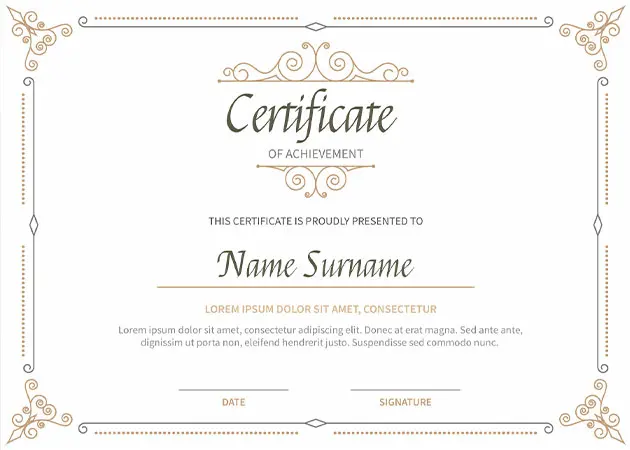 Certificate
OF ACHIEVEMENT
THIS CERTIFICATE IS PROUDLY PRESENTED TO
Name Surname
LOREM IPSUM DOLOR SIT AMET, CONSECTETUR
Lorem ipsum dolor sit amet, consectetur adipiscing elit. Donec at erat magna. Sed ante ante,
dignissim ut porta non, eleifend hendrerit justo. Suspendisse sed commodo nunc.
DATE
SIGNATURE